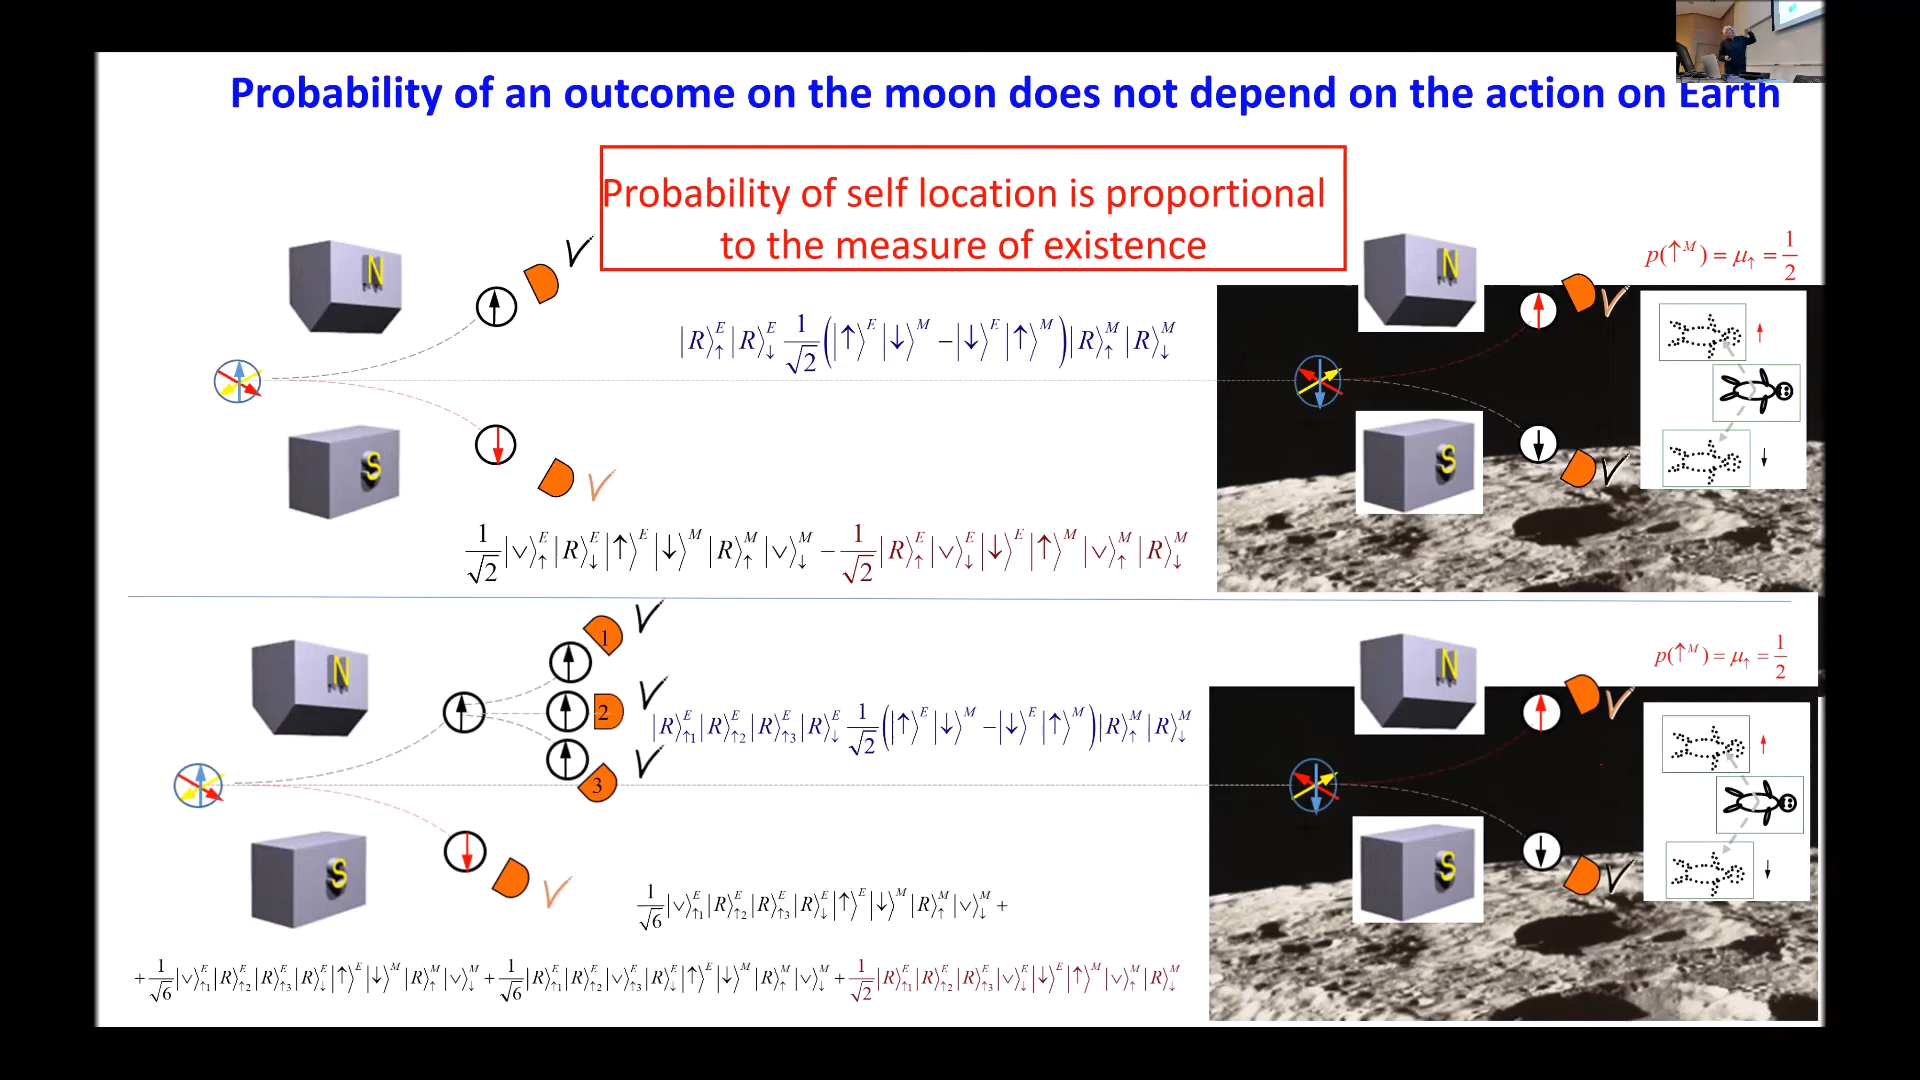 Probability of an outcome on the moon does not depend on the action on Earth
Probability of self location is proportional
to the measure of existence
N
N
p(↑^M) = μ_↑ = 1/2
|R⟩^E_↑ |R⟩^E_↓ 1/√2 (|↑⟩^E |↓⟩^M − |↓⟩^E |↑⟩^M) |R⟩^M_↑ |R⟩^M_↓
S
S
1/√2 |∨⟩^E_↑ |R⟩^E_↓ |↑⟩^E |↓⟩^M |R⟩^M_↑ |∨⟩^M_↓ − 1/√2 |R⟩^E_↑ |∨⟩^E_↓ |↓⟩^E |↑⟩^M |∨⟩^M_↑ |R⟩^M_↓
N
1
2
3
N
p(↑^M) = μ_↑ = 1/2
|R⟩^E_↑1 |R⟩^E_↑2 |R⟩^E_↑3 |R⟩^E_↓ 1/√2 (|↑⟩^E |↓⟩^M − |↓⟩^E |↑⟩^M) |R⟩^M_↑ |R⟩^M_↓
S
S
1/√6 |∨⟩^E_↑1 |R⟩^E_↑2 |R⟩^E_↑3 |R⟩^E_↓ |↑⟩^E |↓⟩^M |R⟩^M_↑ |∨⟩^M_↓ +
+ 1/√6 |∨⟩^E_↑1 |R⟩^E_↑2 |R⟩^E_↑3 |R⟩^E_↓ |↑⟩^E |↓⟩^M |R⟩^M_↑ |∨⟩^M_↓ + 1/√6 |R⟩^E_↑1 |R⟩^E_↑2 |∨⟩^E_↑3 |R⟩^E_↓ |↑⟩^E |↓⟩^M |R⟩^M_↑ |∨⟩^M_↓ + 1/√2 |R⟩^E_↑1 |R⟩^E_↑2 |R⟩^E_↑3 |∨⟩^E_↓ |↓⟩^E |↑⟩^M |∨⟩^M_↑ |R⟩^M_↓